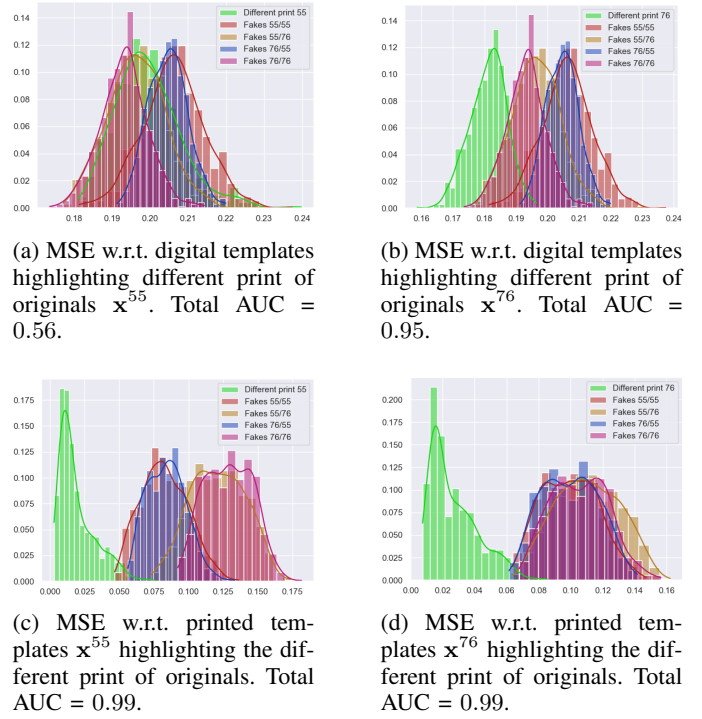 0.14
0.12
0.10
0.08
0.06
0.04
0.02
0.00
0.18 0.19 0.20 0.21 0.22 0.23 0.24
Different print 55
Fakes 55/55
Fakes 55/76
Fakes 76/55
Fakes 76/76
(a) MSE w.r.t. digital templates
highlighting different print of
originals x⁵⁵. Total AUC =
0.56.
0.14
0.12
0.10
0.08
0.06
0.04
0.02
0.00
0.16 0.17 0.18 0.19 0.20 0.21 0.22 0.23 0.24
Different print 76
Fakes 55/55
Fakes 55/76
Fakes 76/55
Fakes 76/76
(b) MSE w.r.t. digital templates
highlighting different print of
originals x⁷⁶. Total AUC =
0.95.
0.175
0.150
0.125
0.100
0.075
0.050
0.025
0.000
0.000 0.025 0.050 0.075 0.100 0.125 0.150 0.175
Different print 55
Fakes 55/55
Fakes 55/76
Fakes 76/55
Fakes 76/76
(c) MSE w.r.t. printed tem-
plates x⁵⁵ highlighting the dif-
ferent print of originals. Total
AUC = 0.99.
0.200
0.175
0.150
0.125
0.100
0.075
0.050
0.025
0.000
0.00 0.02 0.04 0.06 0.08 0.10 0.12 0.14 0.16
Different print 76
Fakes 55/55
Fakes 55/76
Fakes 76/55
Fakes 76/76
(d) MSE w.r.t. printed tem-
plates x⁷⁶ highlighting the dif-
ferent print of originals. Total
AUC = 0.99.